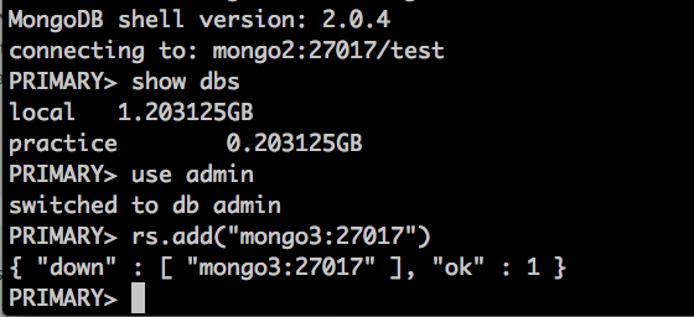 MongoDB shell version: 2.0.4
connecting to: mongo2:27017/test
PRIMARY> show dbs
local   1.203125GB
practice        0.203125GB
PRIMARY> use admin
switched to db admin
PRIMARY> rs.add("mongo3:27017")
{ "down" : [ "mongo3:27017" ], "ok" : 1 }
PRIMARY>